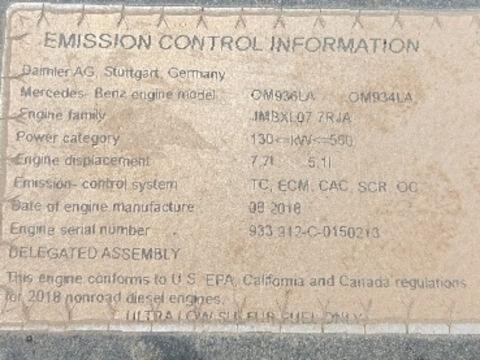 EMISSION CONTROL INFORMATION
Daimler AG, Stuttgart, Germany
Mercedes- Benz engine model OM936LA OM934LA
Engine family JMBXL07.7RJA
Power category 130<=kW<=560
Engine displacement 7,7l 5,1l
Emission- control system TC, ECM, CAC, SCR, OC
Date of engine manufacture 08 2018
Engine serial number 933.912-C-0150213
DELEGATED ASSEMBLY
This engine conforms to U.S. EPA, California and Canada regulations
for 2018 nonroad diesel engines.
ULTRA LOW SULFUR FUEL ONLY